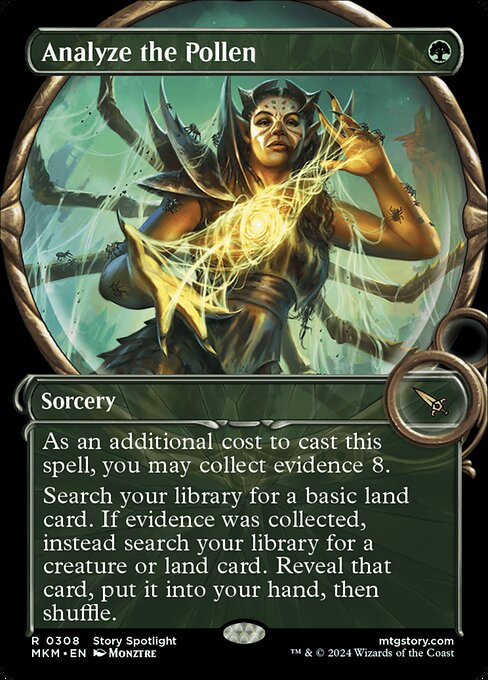 Analyze the Pollen
Sorcery
As an additional cost to cast this
spell, you may collect evidence 8.
Search your library for a basic land
card. If evidence was collected,
instead search your library for a
creature or land card. Reveal that
card, put it into your hand, then
shuffle.
R 0308 Story Spotlight
mtgstory.com
MKM • EN MONZTRE
™ & © 2024 Wizards of the Coast